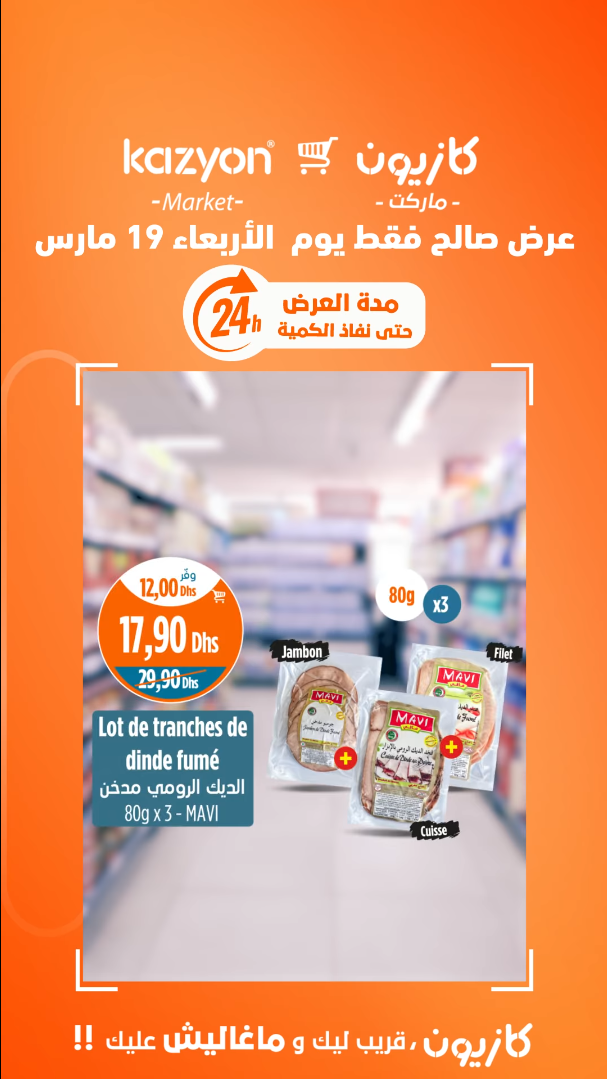 kazyon® كازيون
-Market- - ماركت -
عرض صالح فقط يوم الأربعاء 19 مارس
24h
مدة العرض
حتى نفاذ الكمية
وفّر
12,00 Dhs
17,90 Dhs
29,90 Dhs
Lot de tranches de
dinde fumé
الديك الرومي مدخن
80g x 3 - MAVI
80g x3
Jambon
Filet
MAVI
MAVI
MAVI
Cuisse
كازيون، قريب ليك و ماغاليش عليك !!